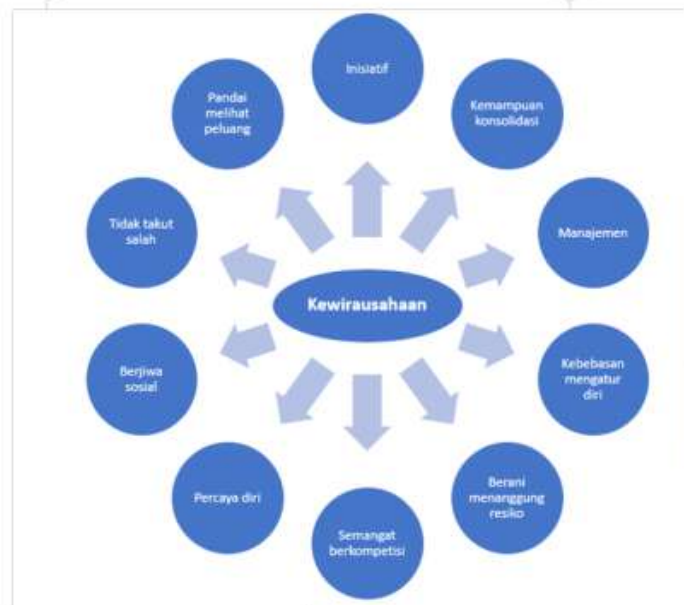 Inisiatif
Kemampuan
konsolidasi
Manajemen
Kebebasan
mengatur
diri
Berani
menanggung
resiko
Semangat
berkompetisi
Percaya diri
Berjiwa
sosial
Tidak takut
salah
Pandai
melihat
peluang
Kewirausahaan